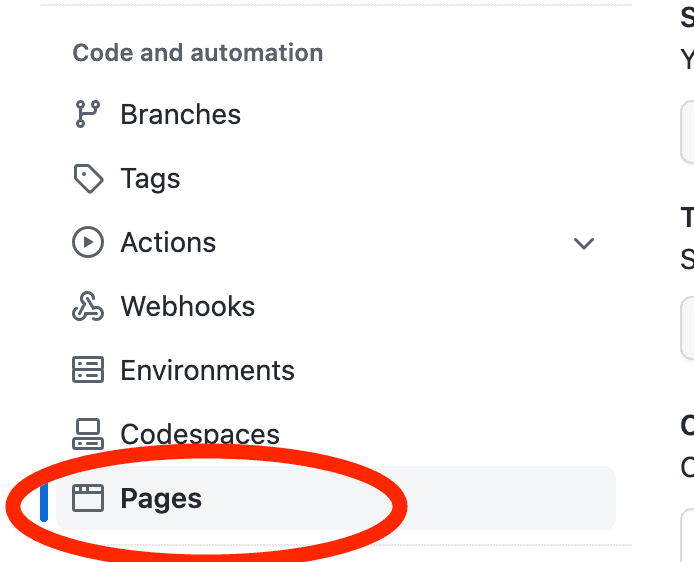 Code and automation
Branches
Tags
Actions
Webhooks
Environments
Codespaces
Pages